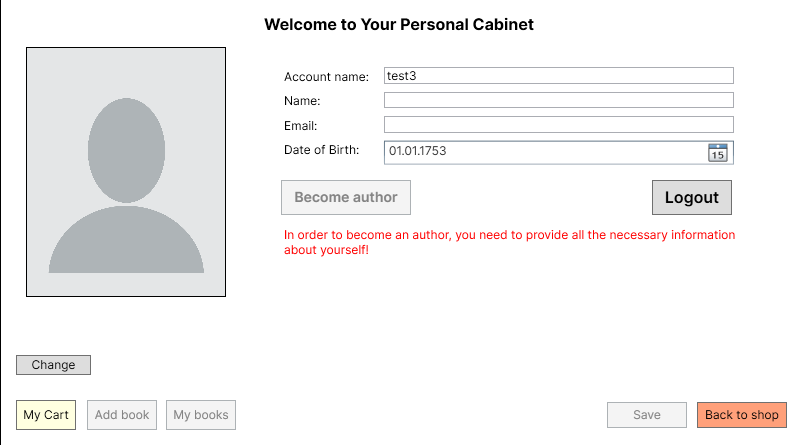 Welcome to Your Personal Cabinet
Account name: test3
Name:
Email:
Date of Birth: 01.01.1753
15
Become author
Logout
In order to become an author, you need to provide all the necessary information
about yourself!
Change
My Cart
Add book
My books
Save
Back to shop